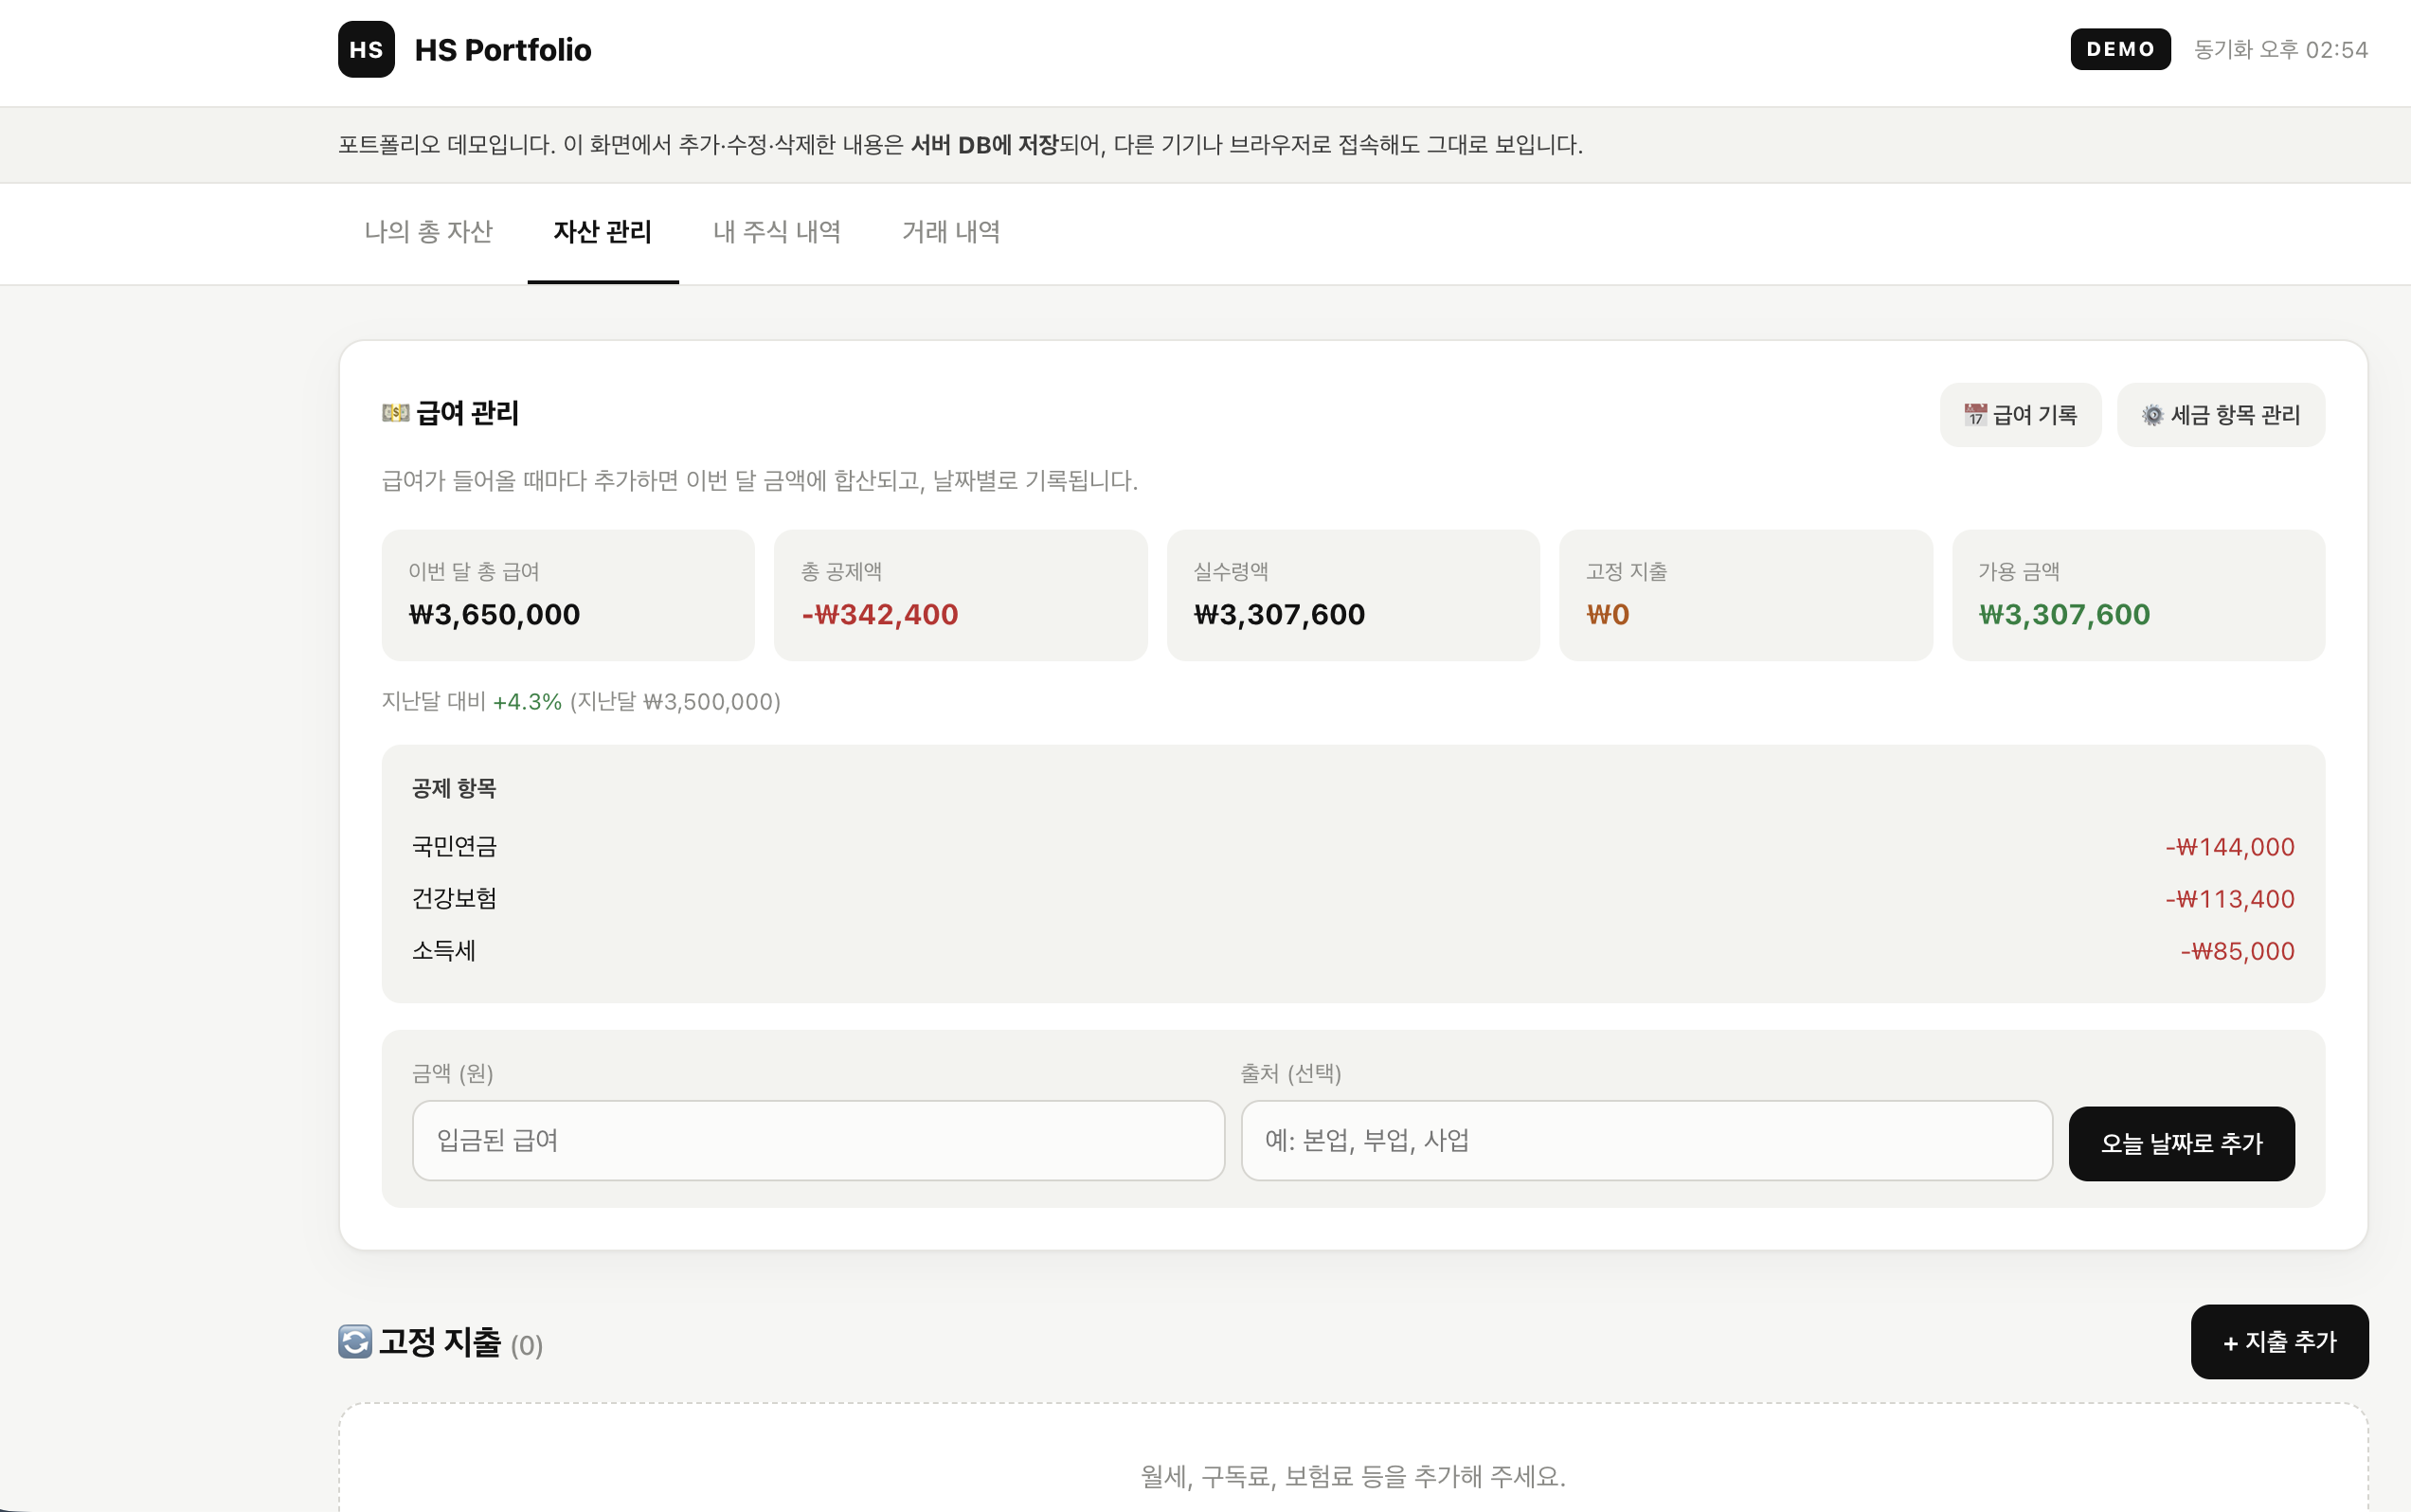 HS HS Portfolio DEMO 동기화 오후 02:54
포트폴리오 데모입니다. 이 화면에서 추가·수정·삭제한 내용은 서버 DB에 저장되어, 다른 기기나 브라우저로 접속해도 그대로 보입니다.
나의 총 자산 자산 관리 내 주식 내역 거래 내역
💵 급여 관리 📅 급여 기록 ⚙️ 세금 항목 관리
급여가 들어올 때마다 추가하면 이번 달 금액에 합산되고, 날짜별로 기록됩니다.
이번 달 총 급여 총 공제액 실수령액 고정 지출 가용 금액
₩3,650,000 -₩342,400 ₩3,307,600 ₩0 ₩3,307,600
지난달 대비 +4.3% (지난달 ₩3,500,000)
공제 항목
국민연금 -₩144,000
건강보험 -₩113,400
소득세 -₩85,000
금액 (원) 출처 (선택)
입금된 급여 예: 본업, 부업, 사업 오늘 날짜로 추가
🔄 고정 지출 (0) + 지출 추가
월세, 구독료, 보험료 등을 추가해 주세요.